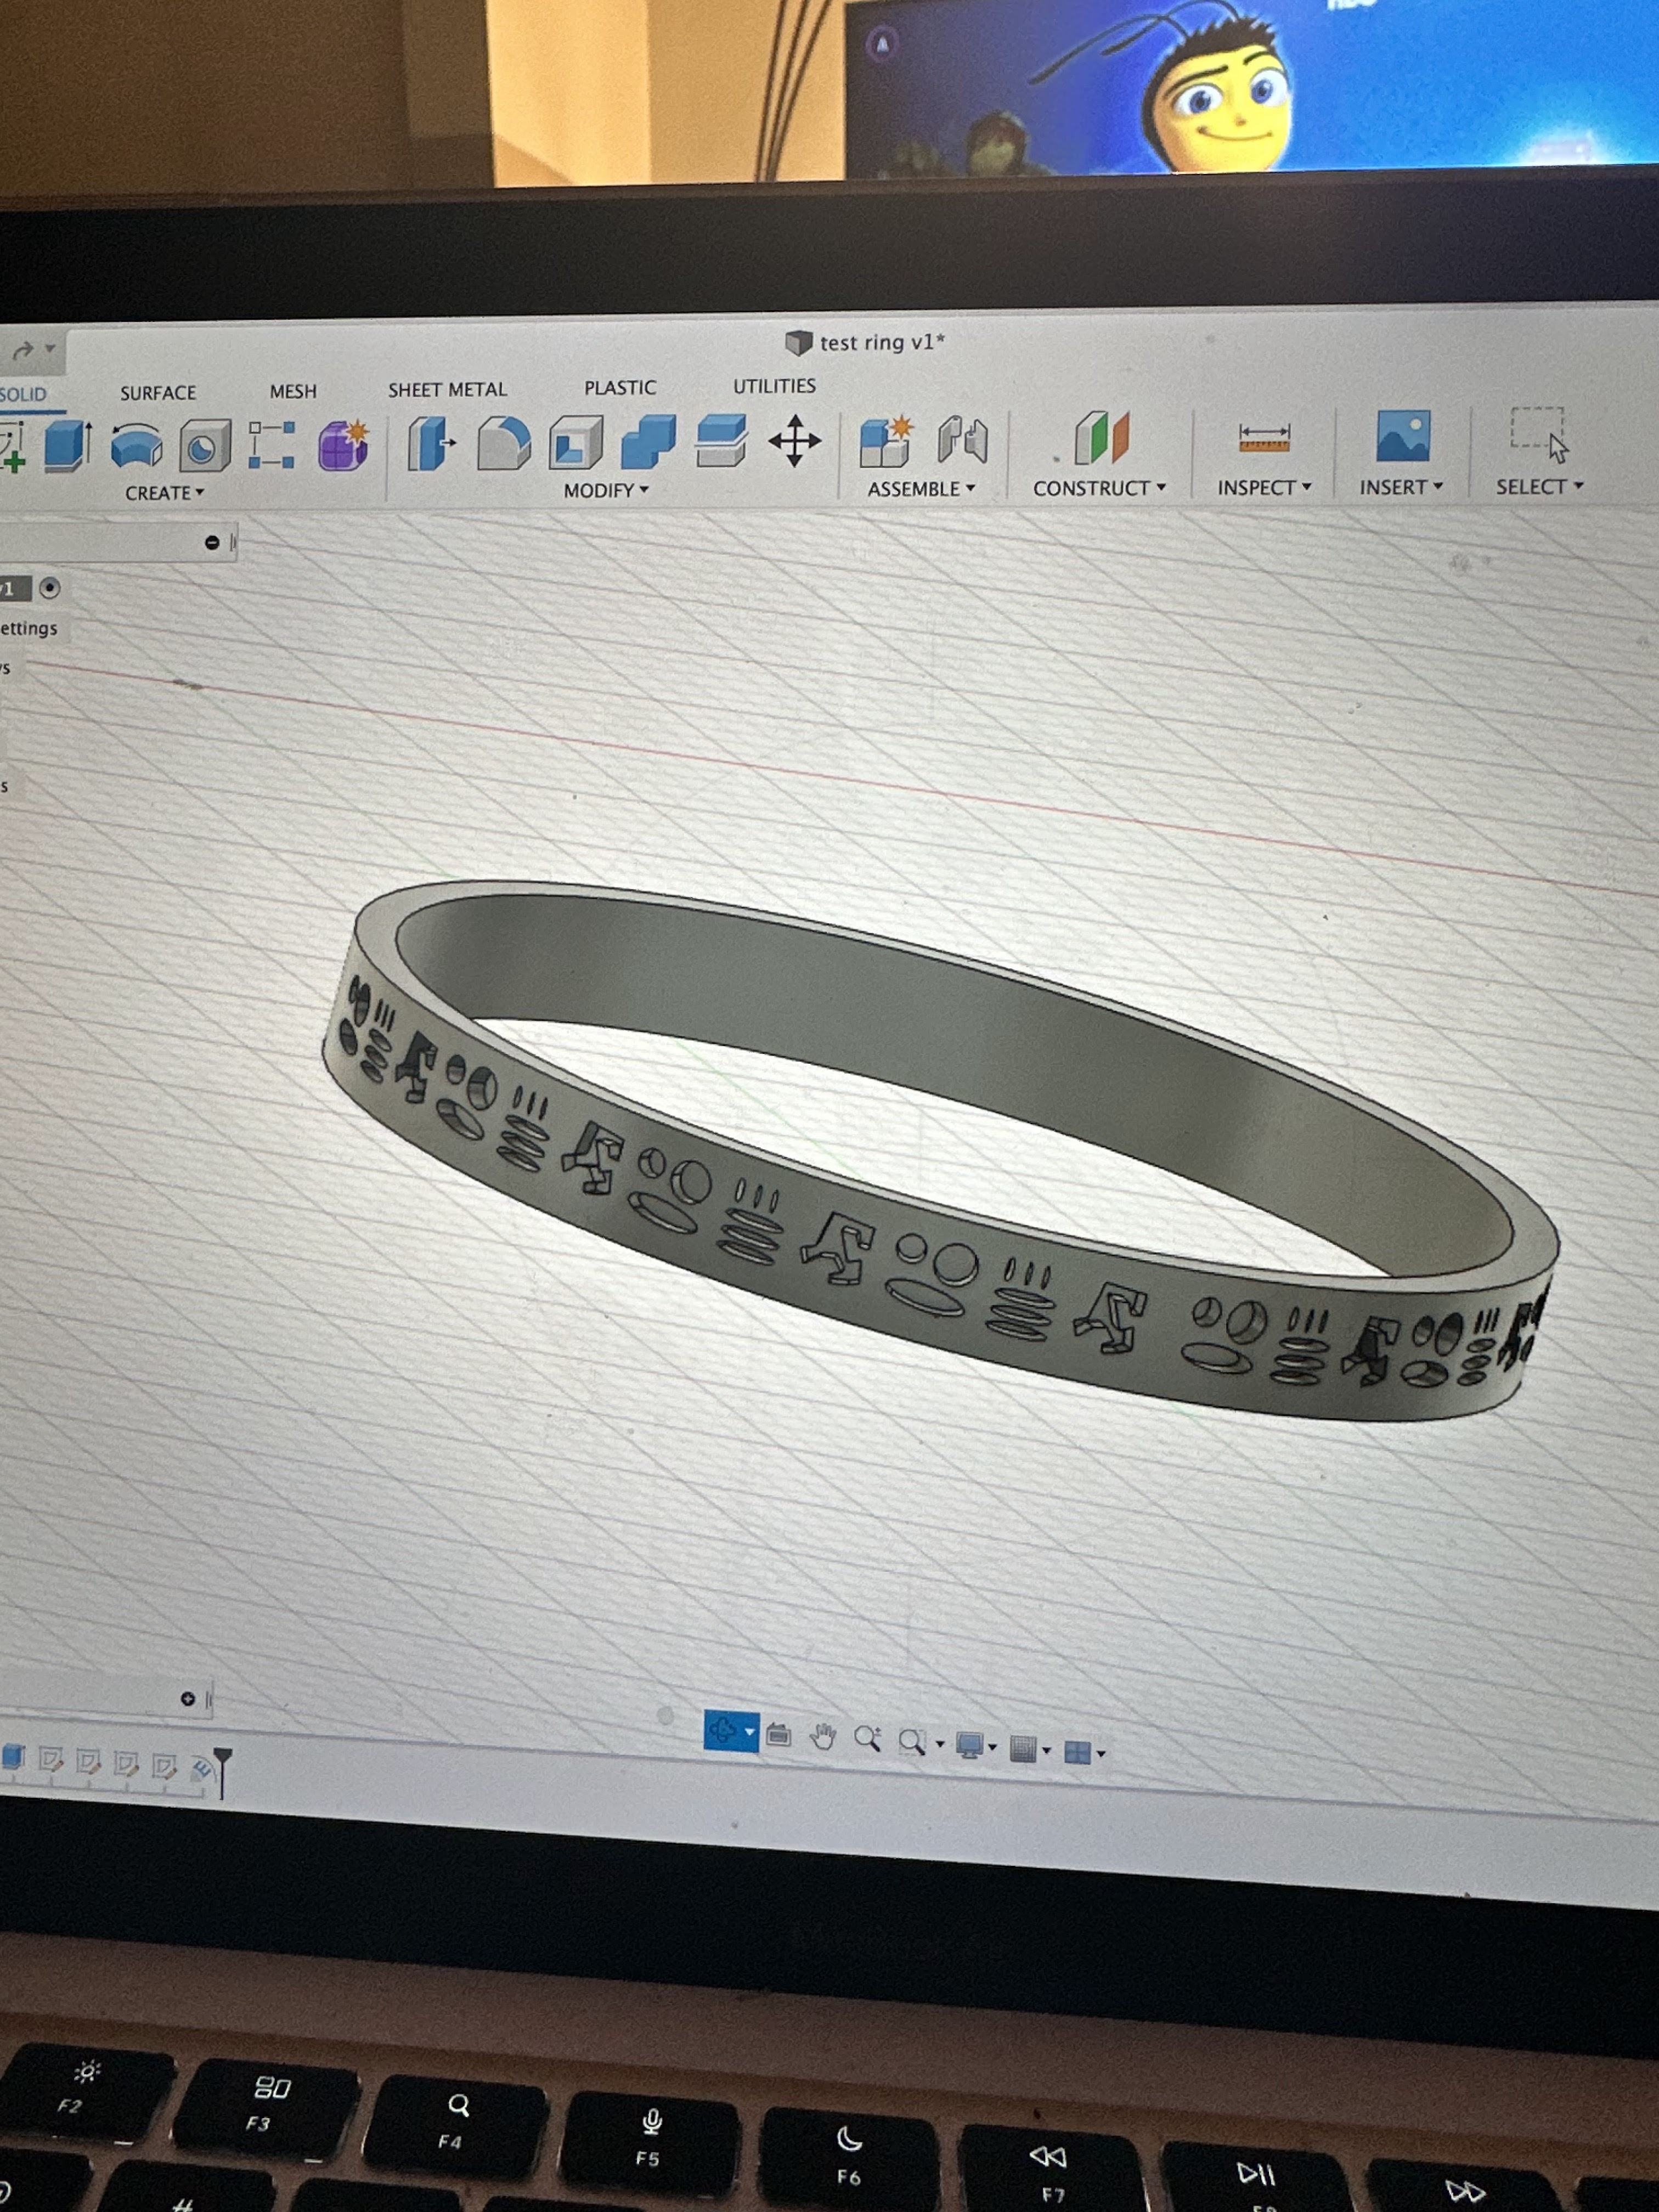 test ring v1*
SOLID
SURFACE
MESH
SHEET METAL
PLASTIC
UTILITIES
CREATE
MODIFY
ASSEMBLE
CONSTRUCT
INSPECT
INSERT
SELECT
v1
ettings
s
F2
F3
F4
F5
F6
F7
#